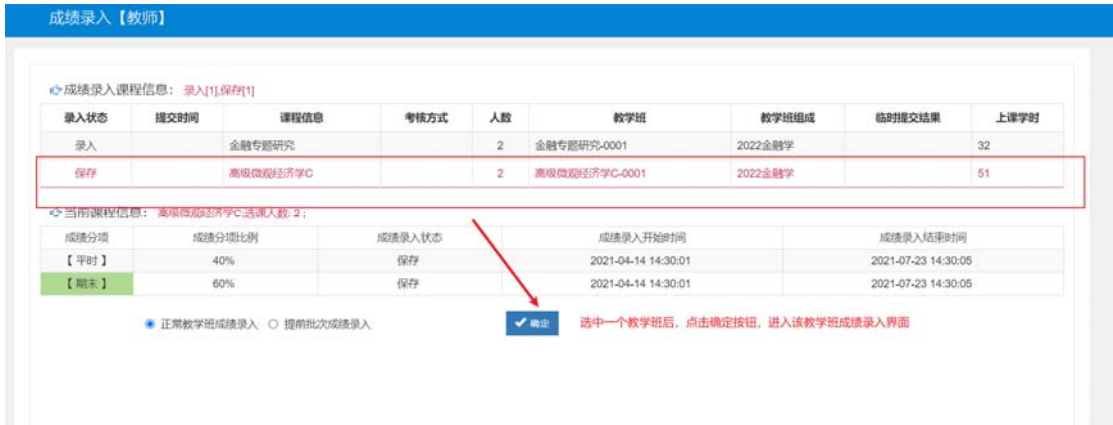 成绩录入【教师】
成绩录入课程信息： 录入[1],保存[1]
录入状态 提交时间 课程信息 考核方式 人数 教学班 教学班组成 临时提交结果 上课学时
录入 金融专题研究 2 金融专题研究-0001 2022金融学 32
保存 高级微观经济学C 2 高级微观经济学C-0001 2022金融学 51
当前课程信息： 高级微观经济学C;选课人数: 2 ;
成绩分项 成绩分项比例 成绩录入状态 成绩录入开始时间 成绩录入结束时间
【 平时 】 40% 保存 2021-04-14 14:30:01 2021-07-23 14:30:05
【 期末 】 60% 保存 2021-04-14 14:30:01 2021-07-23 14:30:05
正常教学班成绩录入 提前批次成绩录入 确定 选中一个教学班后，点击确定按钮，进入该教学班成绩录入界面